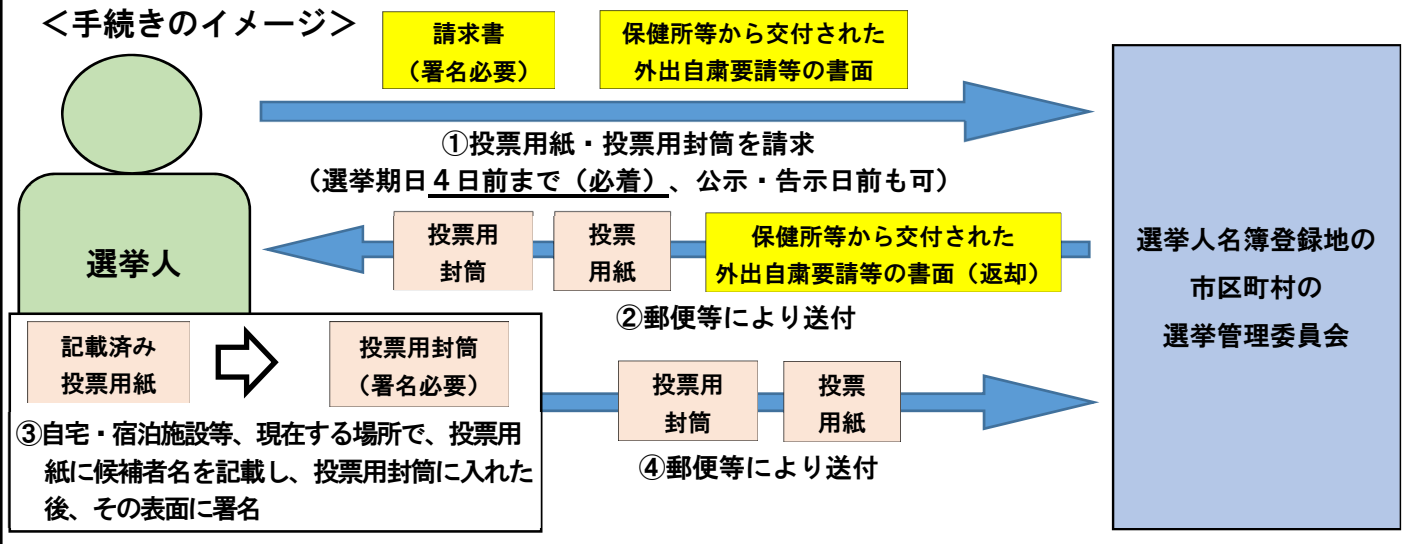 ＜手続きのイメージ＞
請求書
（署名必要）
保健所等から交付された
外出自粛要請等の書面
①投票用紙・投票用封筒を請求
（選挙期日４日前まで（必着）、公示・告示日前も可）
選挙人
投票用
封筒
投票
用紙
保健所等から交付された
外出自粛要請等の書面（返却）
②郵便等により送付
選挙人名簿登録地の
市区町村の
選挙管理委員会
記載済み
投票用紙
投票用封筒
（署名必要）
③自宅・宿泊施設等、現在する場所で、投票用
紙に候補者名を記載し、投票用封筒に入れた
後、その表面に署名
投票用
封筒
投票
用紙
④郵便等により送付